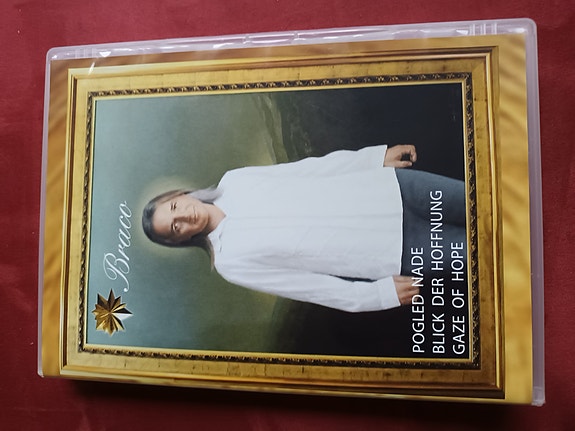 Braco
POGLED NADE
BLICK DER HOFFNUNG
GAZE OF HOPE